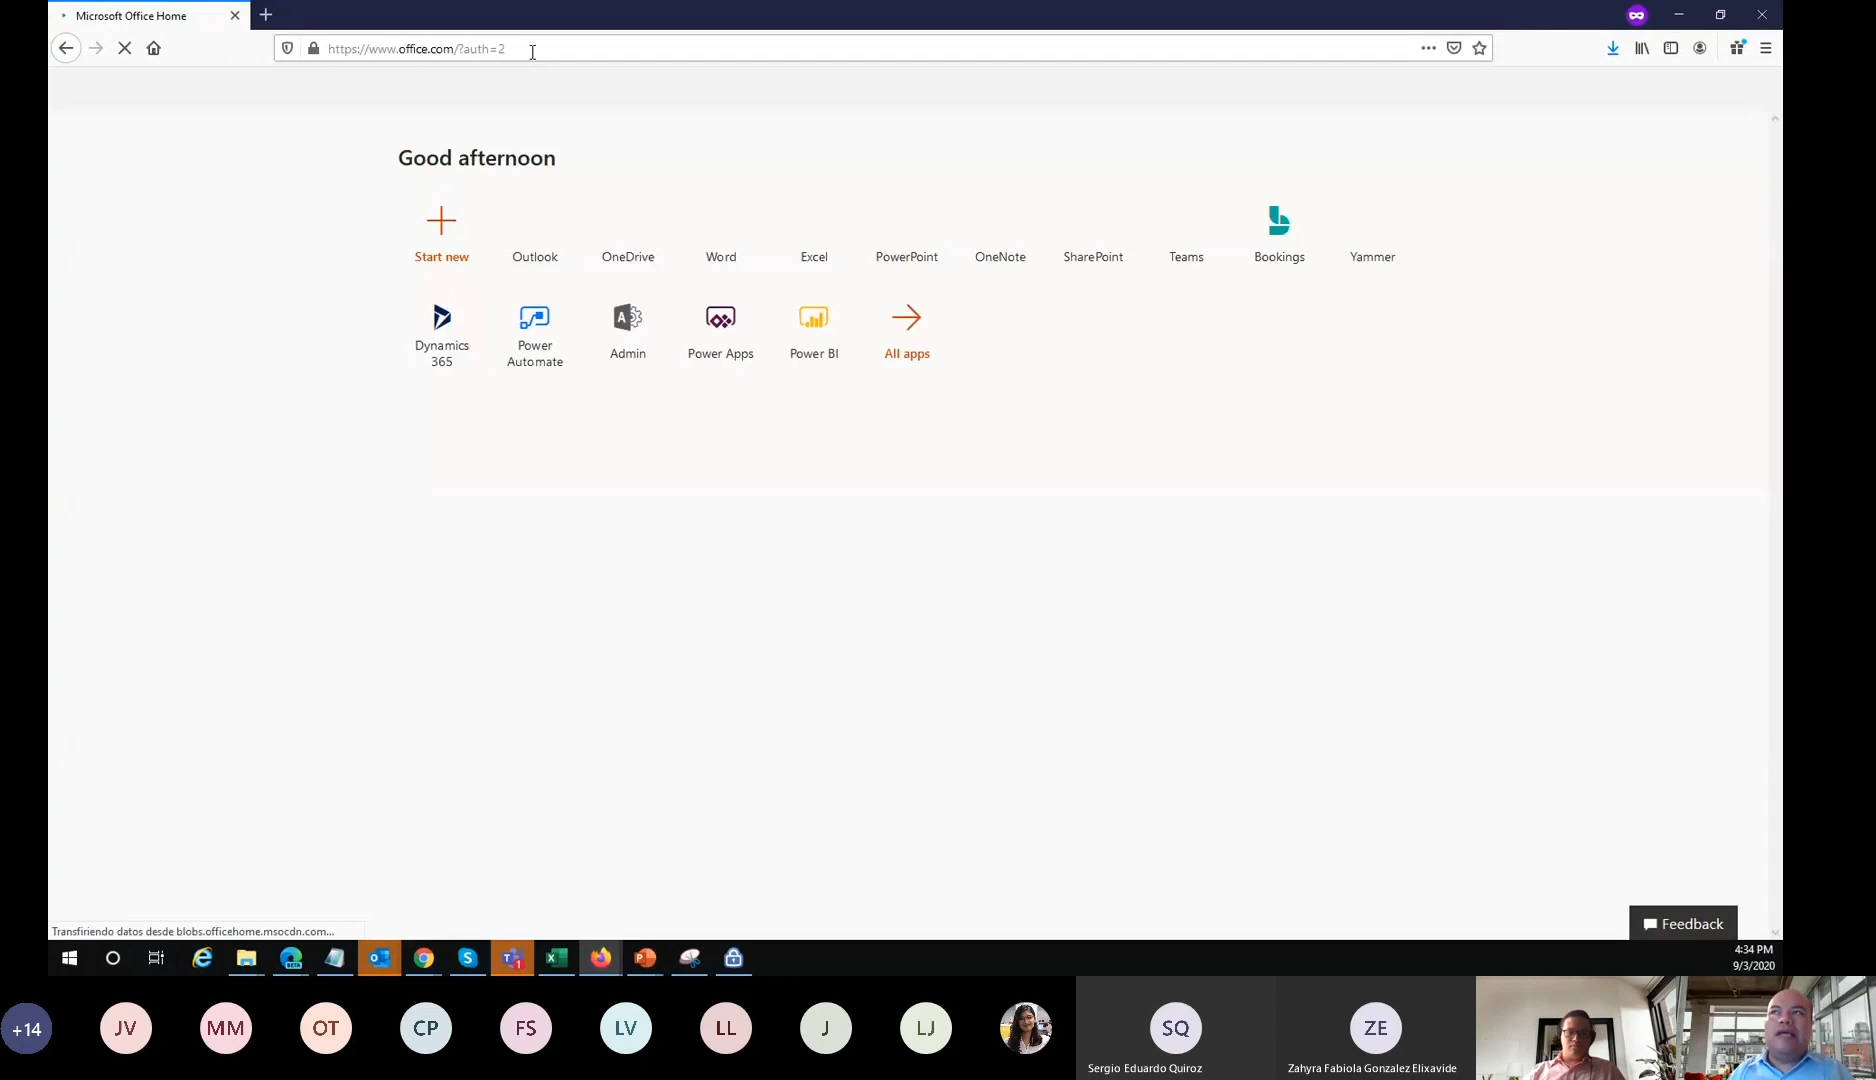 Microsoft Office Home
https://www.office.com/?auth=2
Good afternoon
Start new
Outlook
OneDrive
Word
Excel
PowerPoint
OneNote
SharePoint
Teams
Bookings
Yammer
Dynamics
365
Power
Automate
Admin
Power Apps
Power BI
All apps
Feedback
Transfiriendo datos desde blobs.officehome.msocdn.com...
4:34 PM
9/3/2020
+14
JV
MM
OT
CP
FS
LV
LL
J
LJ
SQ
Sergio Eduardo Quiroz
ZE
Zahyra Fabiola Gonzalez Elixavide